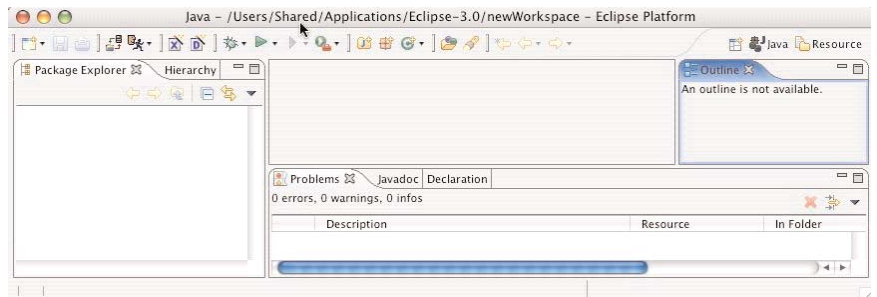 Java – /Users/Shared/Applications/Eclipse-3.0/newWorkspace – Eclipse Platform
Java Resource
Package Explorer Hierarchy
Outline
An outline is not available.
Problems Javadoc Declaration
0 errors, 0 warnings, 0 infos
Description Resource In Folder